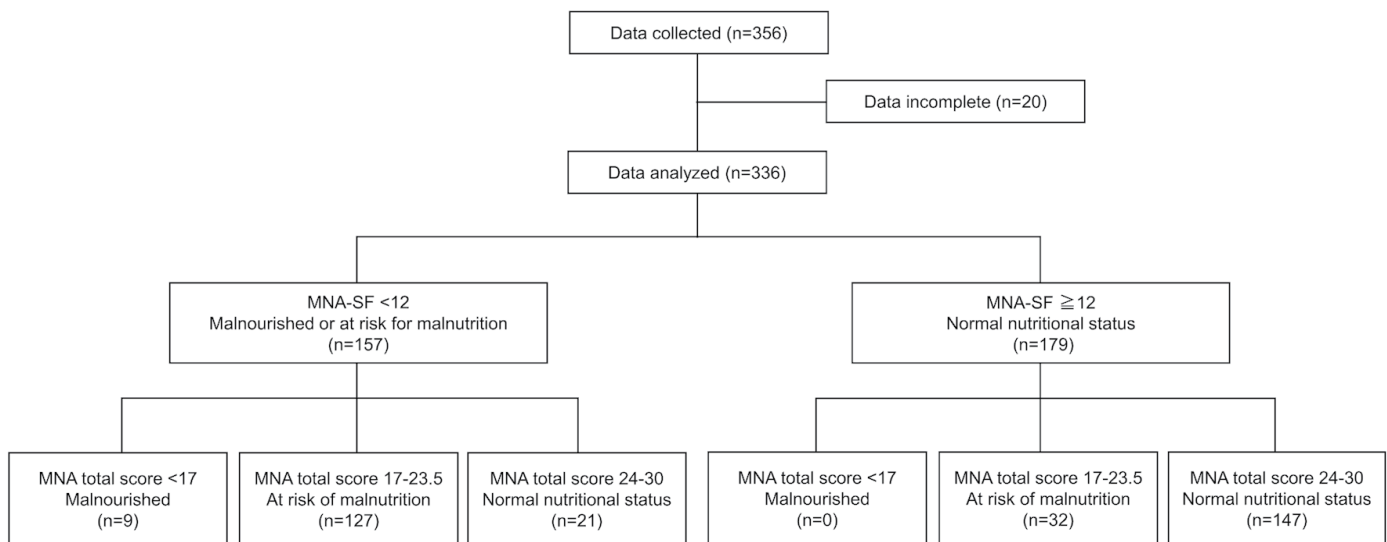 Data collected (n=356)
Data incomplete (n=20)
Data analyzed (n=336)
MNA-SF <12
Malnourished or at risk for malnutrition
(n=157)
MNA-SF ≧12
Normal nutritional status
(n=179)
MNA total score <17
Malnourished
(n=9)
MNA total score 17-23.5
At risk of malnutrition
(n=127)
MNA total score 24-30
Normal nutritional status
(n=21)
MNA total score <17
Malnourished
(n=0)
MNA total score 17-23.5
At risk of malnutrition
(n=32)
MNA total score 24-30
Normal nutritional status
(n=147)